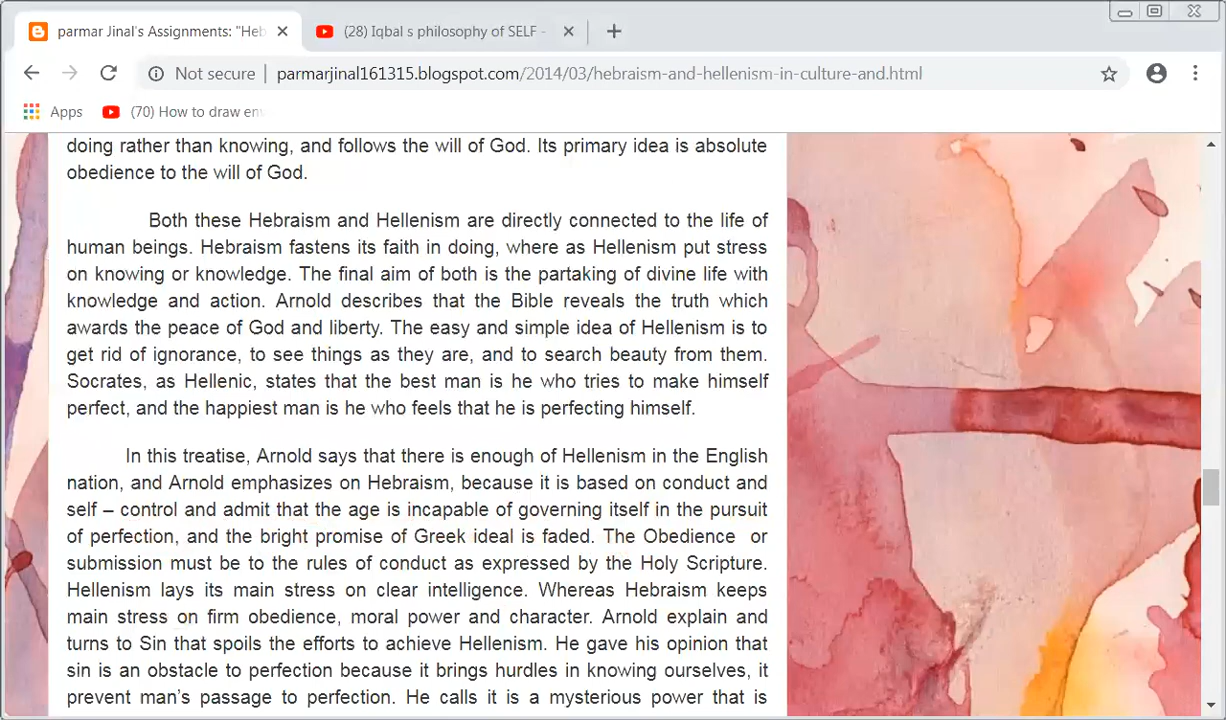 parmar Jinal's Assignments: "Heb
(28) Iqbal s philosophy of SELF -
Not secure
parmarjinal161315.blogspot.com/2014/03/hebraism-and-hellenism-in-culture-and.html
Apps
(70) How to draw en
doing rather than knowing, and follows the will of God. Its primary idea is absolute
obedience to the will of God.
Both these Hebraism and Hellenism are directly connected to the life of
human beings. Hebraism fastens its faith in doing, where as Hellenism put stress
on knowing or knowledge. The final aim of both is the partaking of divine life with
knowledge and action. Arnold describes that the Bible reveals the truth which
awards the peace of God and liberty. The easy and simple idea of Hellenism is to
get rid of ignorance, to see things as they are, and to search beauty from them.
Socrates, as Hellenic, states that the best man is he who tries to make himself
perfect, and the happiest man is he who feels that he is perfecting himself.
In this treatise, Arnold says that there is enough of Hellenism in the English
nation, and Arnold emphasizes on Hebraism, because it is based on conduct and
self – control and admit that the age is incapable of governing itself in the pursuit
of perfection, and the bright promise of Greek ideal is faded. The Obedience or
submission must be to the rules of conduct as expressed by the Holy Scripture.
Hellenism lays its main stress on clear intelligence. Whereas Hebraism keeps
main stress on firm obedience, moral power and character. Arnold explain and
turns to Sin that spoils the efforts to achieve Hellenism. He gave his opinion that
sin is an obstacle to perfection because it brings hurdles in knowing ourselves, it
prevent man's passage to perfection. He calls it is a mysterious power that is